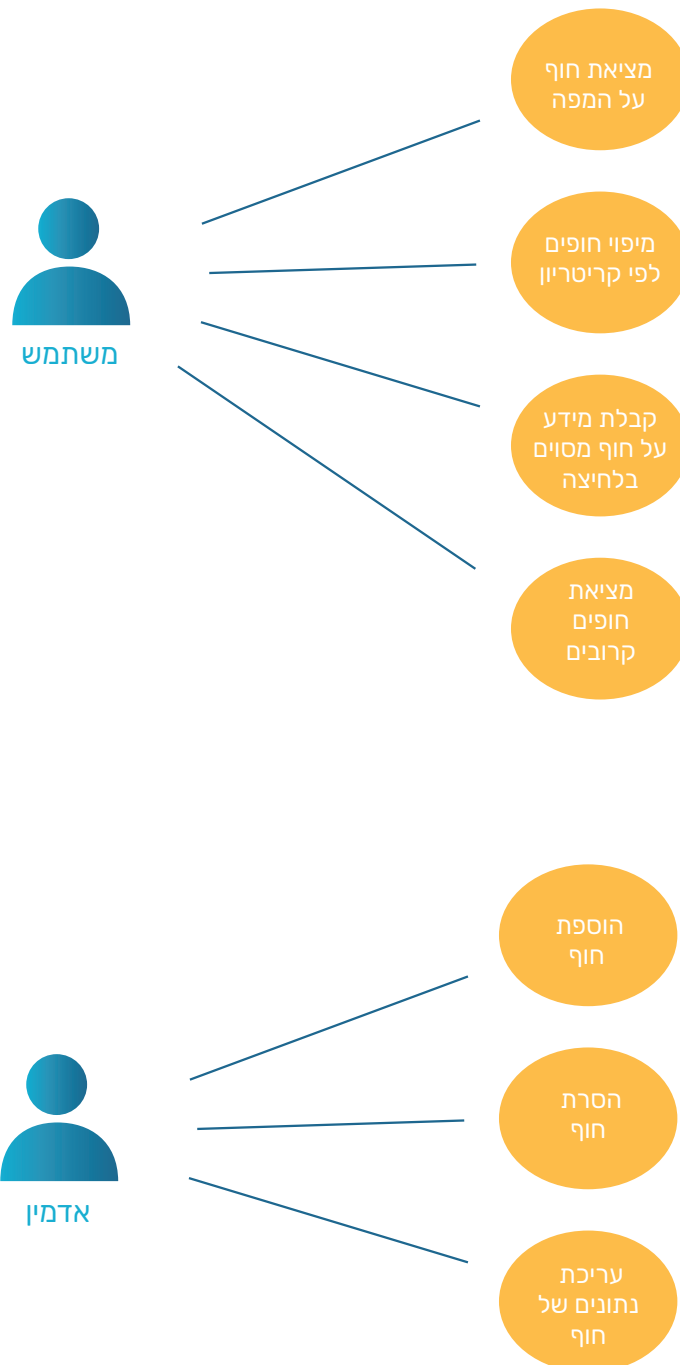 מציאת חוף
על המפה
מיפוי חופים
לפי קריטריון
משתמש
קבלת מידע
על חוף מסוים
בלחיצה
מציאת
חופים
קרובים
הוספת
חוף
הסרת
חוף
אדמין
עריכת
נתונים של
חוף